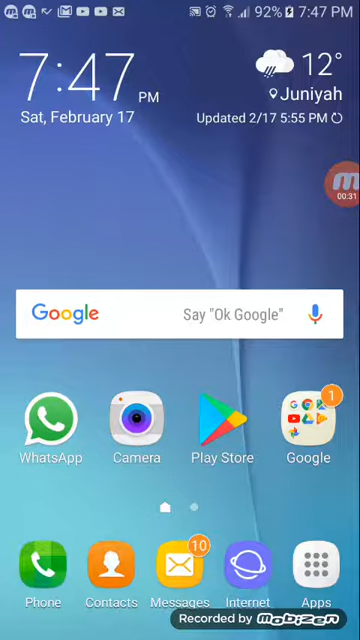 92% 7:47 PM
7:47 PM
Sat, February 17
12°
Juniyah
Updated 2/17 5:55 PM
00:31
Google Say "Ok Google"
1
WhatsApp Camera Play Store Google
10
Phone Contacts Messages Internet Apps
Recorded by Mobizen